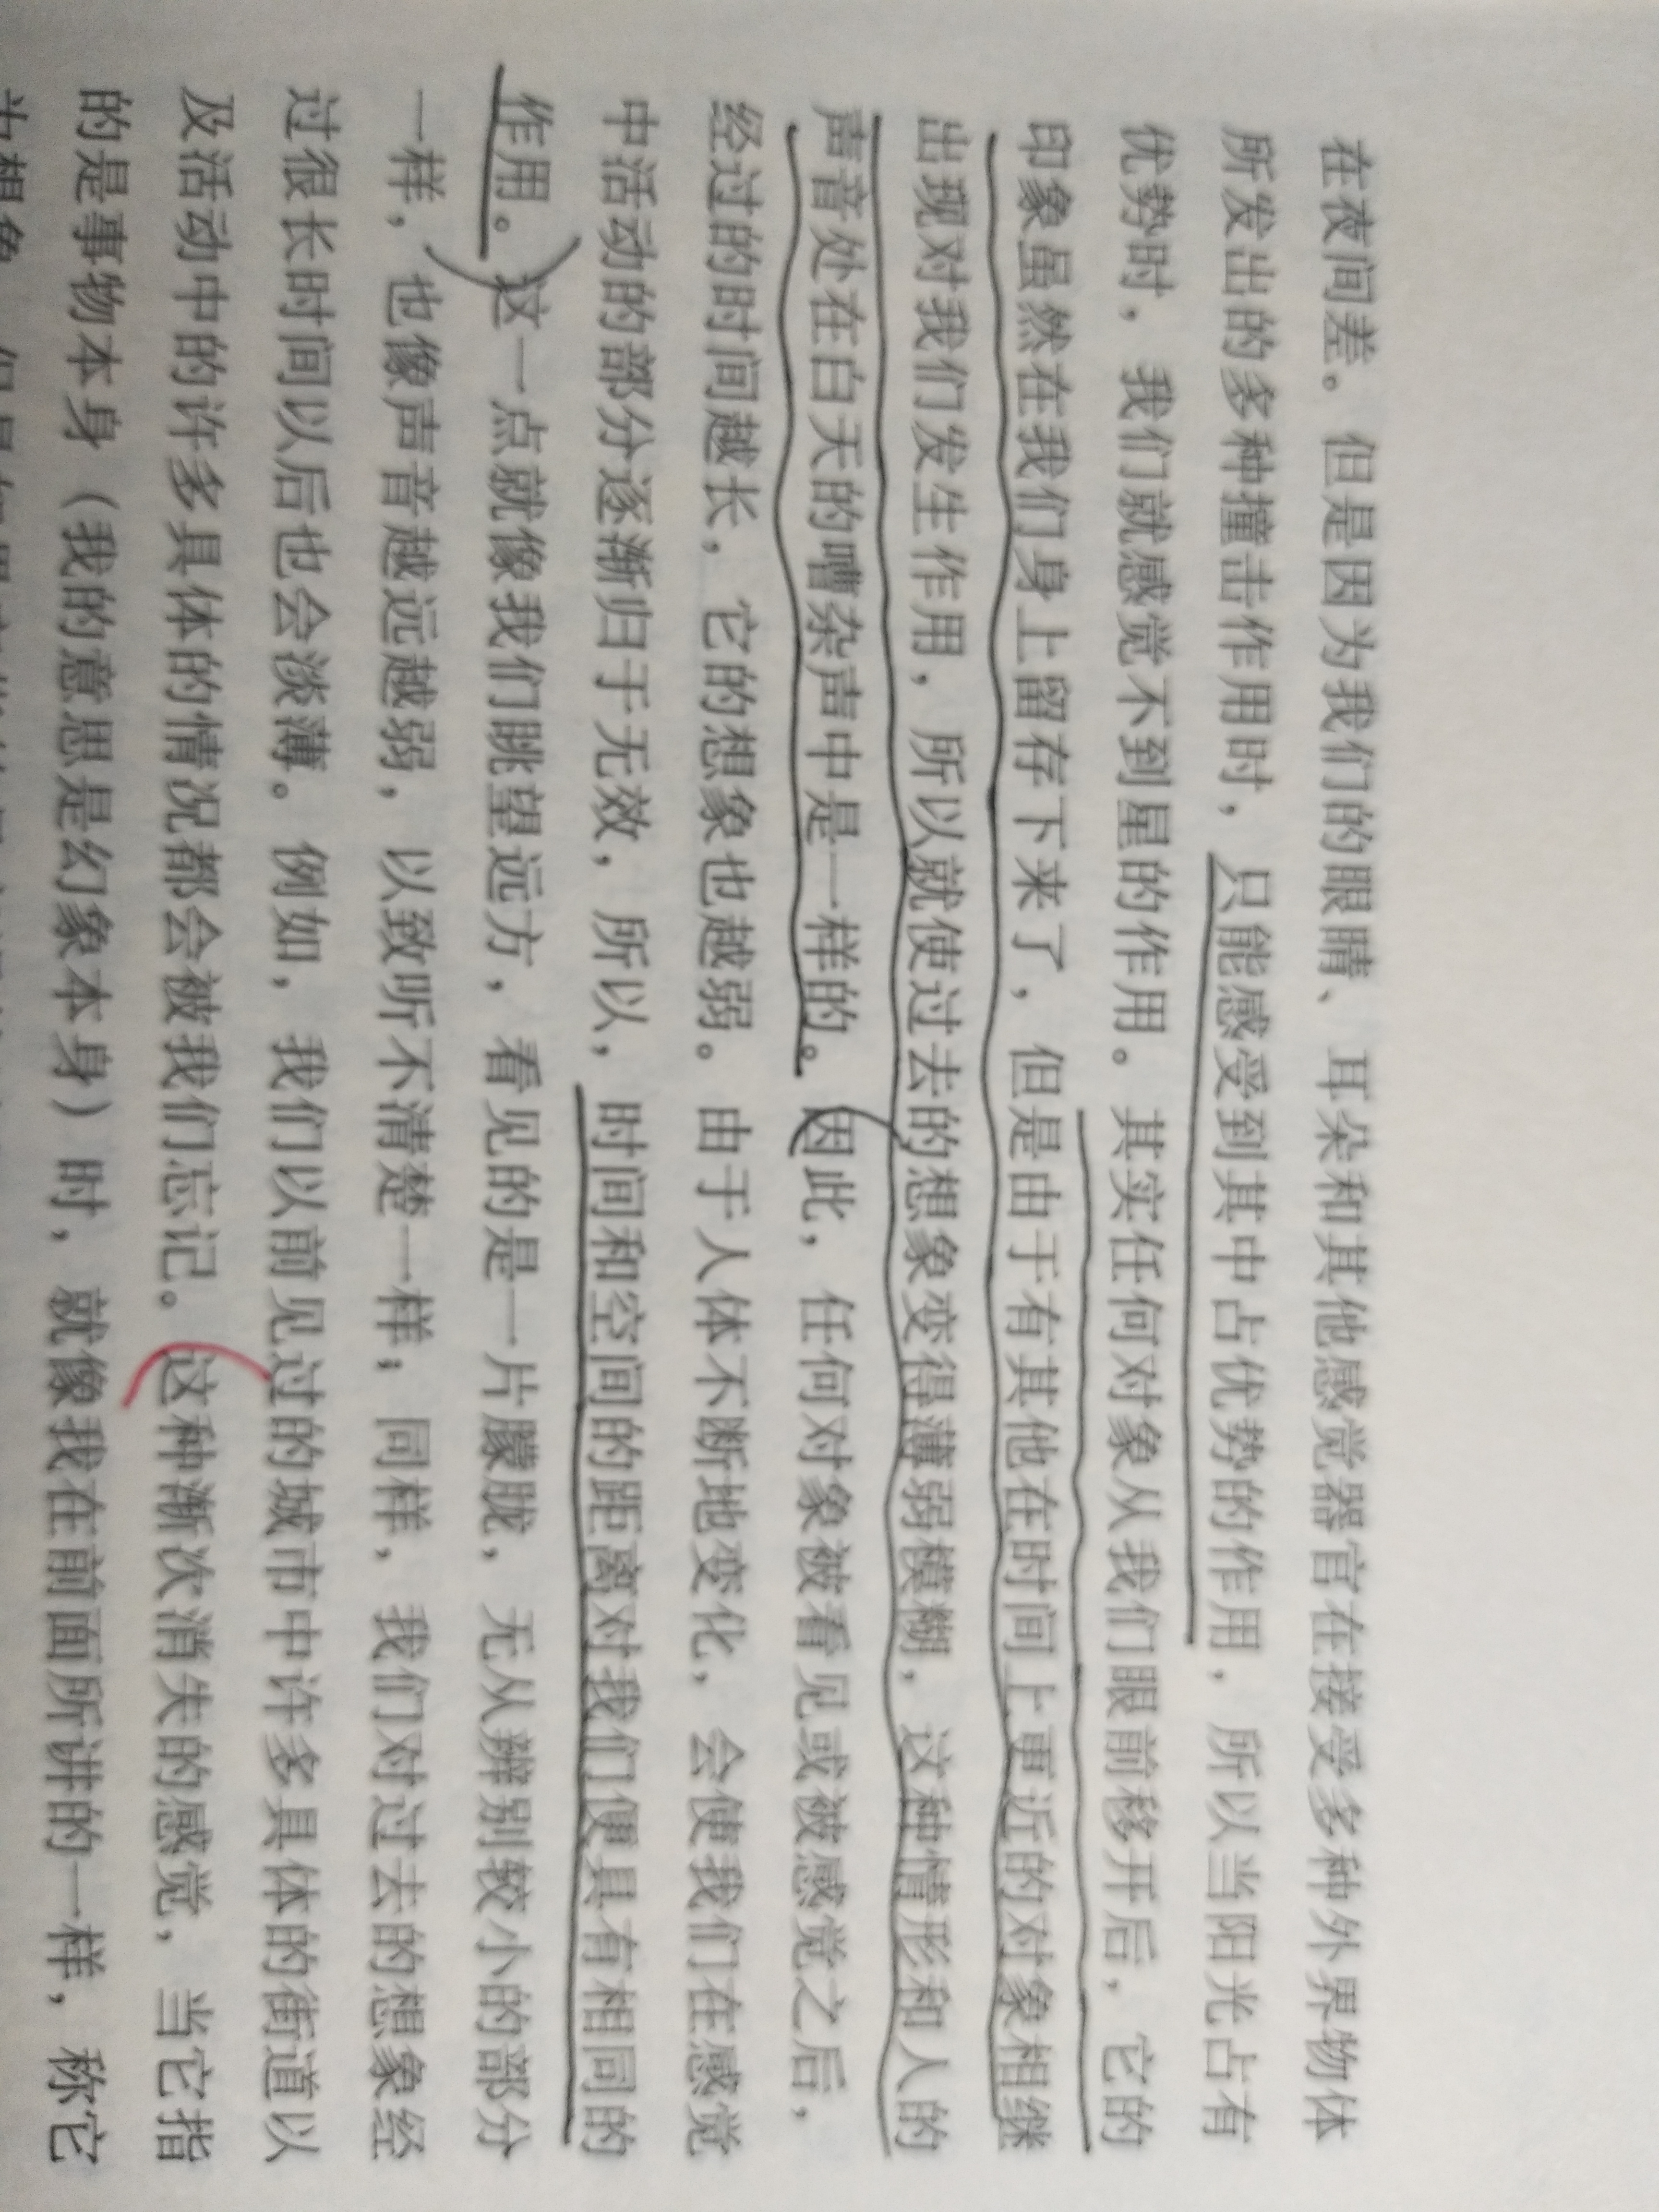 在夜间差。但是因为我们的眼睛、耳朵和其他感觉器官在接受多种外界物体
所发出的多种撞击作用时，只能感受到其中占优势的作用，所以当阳光占有
优势时，我们就感觉不到星的作用。其实任何对象从我们眼前移开后，它的
印象虽然在我们身上留存下来了，但是由于有其他在时间上更近的对象相继
出现对我们发生作用，所以就使过去的想象变得薄弱模糊，这种情形和人的
声音处在白天的嘈杂声中是一样的。因此，任何对象被看见或被感觉之后，
经过的时间越长，它的想象也越弱。由于人体不断地变化，会使我们在感觉
中活动的部分逐渐归于无效，所以，时间和空间的距离对我们便具有相同的
作用。这一点就像我们眺望远方，看见的是一片朦胧，无从辨别较小的部分
一样，也像声音越远越弱，以致听不清楚一样；同样，我们对过去的想象经
过很长时间以后也会淡薄。例如，我们以前见过的城市中许多具体的街道以
及活动中的许多具体的情况都会被我们忘记。这种渐次消失的感觉，当它指
的是事物本身（我的意思是幻象本身）时，就像我在前面所讲的一样，称它
为想象